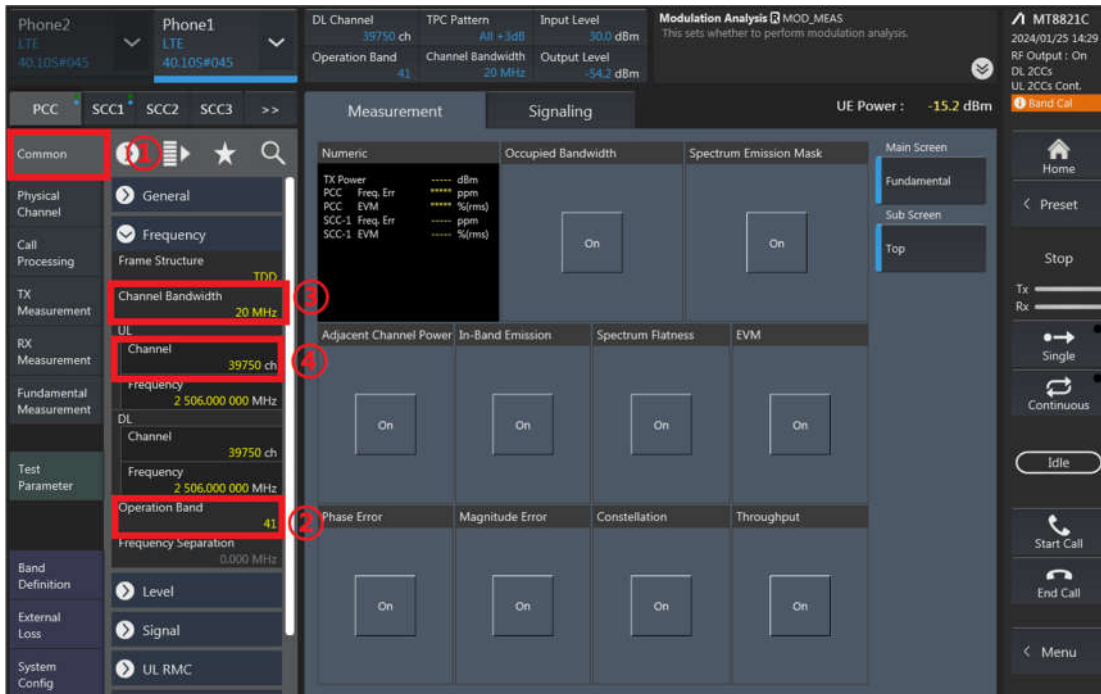 Phone2
LTE
40.10S#045
Phone1
LTE
40.10S#045
DL Channel
39750 ch
TPC Pattern
All +3dB
Input Level
30.0 dBm
Operation Band
41
Channel Bandwidth
20 MHz
Output Level
-54.2 dBm
Modulation Analysis R MOD_MEAS
This sets whether to perform modulation analysis.
MT8821C
2024/01/25 14:29
RF Output : On
DL 2CCs
UL 2CCs Cont.
Band Cal
PCC SCC1 SCC2 SCC3 >>
Measurement Signaling
UE Power : -15.2 dBm
Common
①
Physical
Channel
Call
Processing
TX
Measurement
RX
Measurement
Fundamental
Measurement
Test
Parameter
Band
Definition
External
Loss
System
Config
General
Frequency
Frame Structure
TDD
Channel Bandwidth
20 MHz
③
UL
Channel
39750 ch
④
Frequency
2 506.000 000 MHz
DL
Channel
39750 ch
Frequency
2 506.000 000 MHz
Operation Band
41
②
Frequency Separation
0.000 MHz
Level
Signal
UL RMC
Numeric
TX Power ----- dBm
PCC Freq. Err ***** ppm
PCC EVM ***** %(rms)
SCC-1 Freq. Err ----- ppm
SCC-1 EVM ----- %(rms)
Occupied Bandwidth
On
Spectrum Emission Mask
On
Adjacent Channel Power
On
In-Band Emission
On
Spectrum Flatness
On
EVM
On
Phase Error
On
Magnitude Error
On
Constellation
On
Throughput
On
Main Screen
Fundamental
Sub Screen
Top
Home
< Preset
Stop
Tx
Rx
Single
Continuous
Idle
Start Call
End Call
< Menu